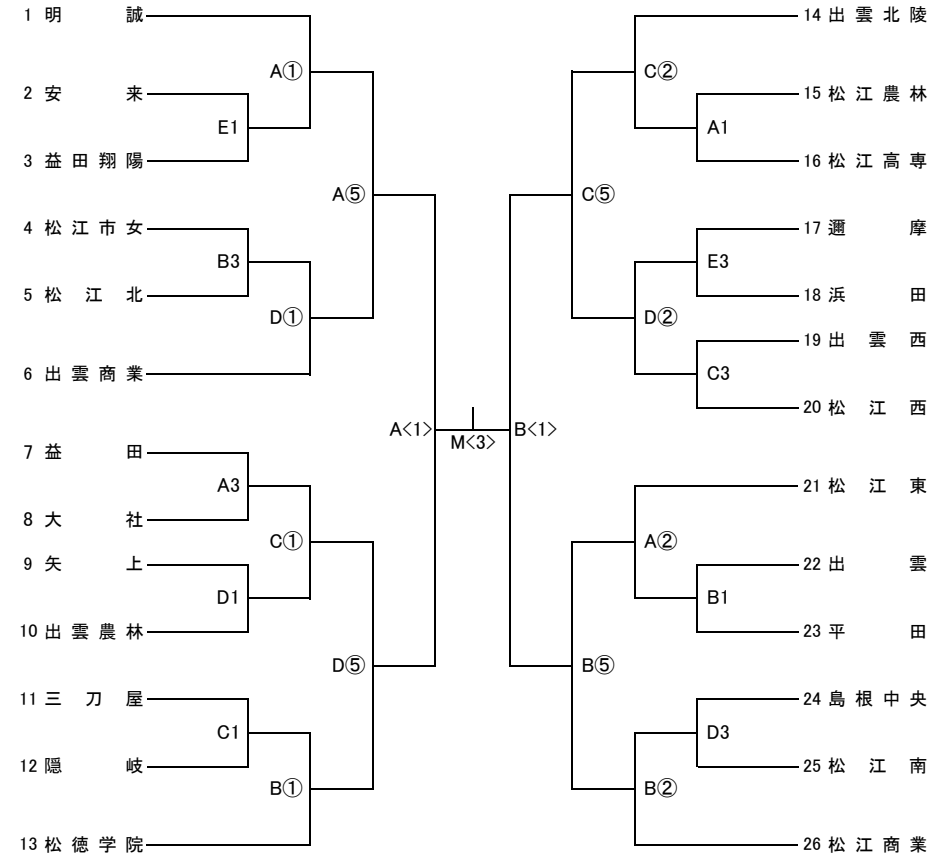 1 明誠
A①
2 安来
E1
3 益田翔陽
A⑤
4 松江市女
B3
5 松江北
D①
6 出雲商業
A<1>
7 益田
A3
8 大社
C①
9 矢上
D1
10 出雲農林
D⑤
11 三刀屋
C1
12 隠岐
B①
13 松徳学院
M<3>
14 出雲北陵
C②
15 松江農林
A1
16 松江高専
C⑤
17 邇摩
E3
18 浜田
D②
19 出雲西
C3
20 松江西
B<1>
21 松江東
A②
22 出雲
B1
23 平田
B⑤
24 島根中央
D3
25 松江南
B②
26 松江商業